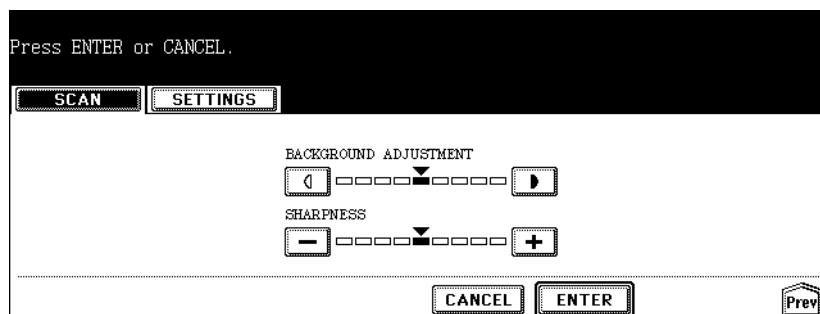 Press ENTER or CANCEL.
SCAN SETTINGS
BACKGROUND ADJUSTMENT
SHARPNESS
CANCEL ENTER Prev